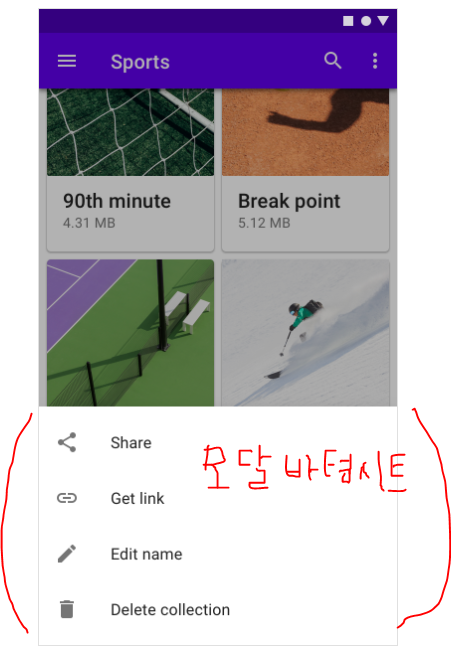 Sports
90th minute
4.31 MB
Break point
5.12 MB
Share
모달 바텀시트
Get link
Edit name
Delete collection